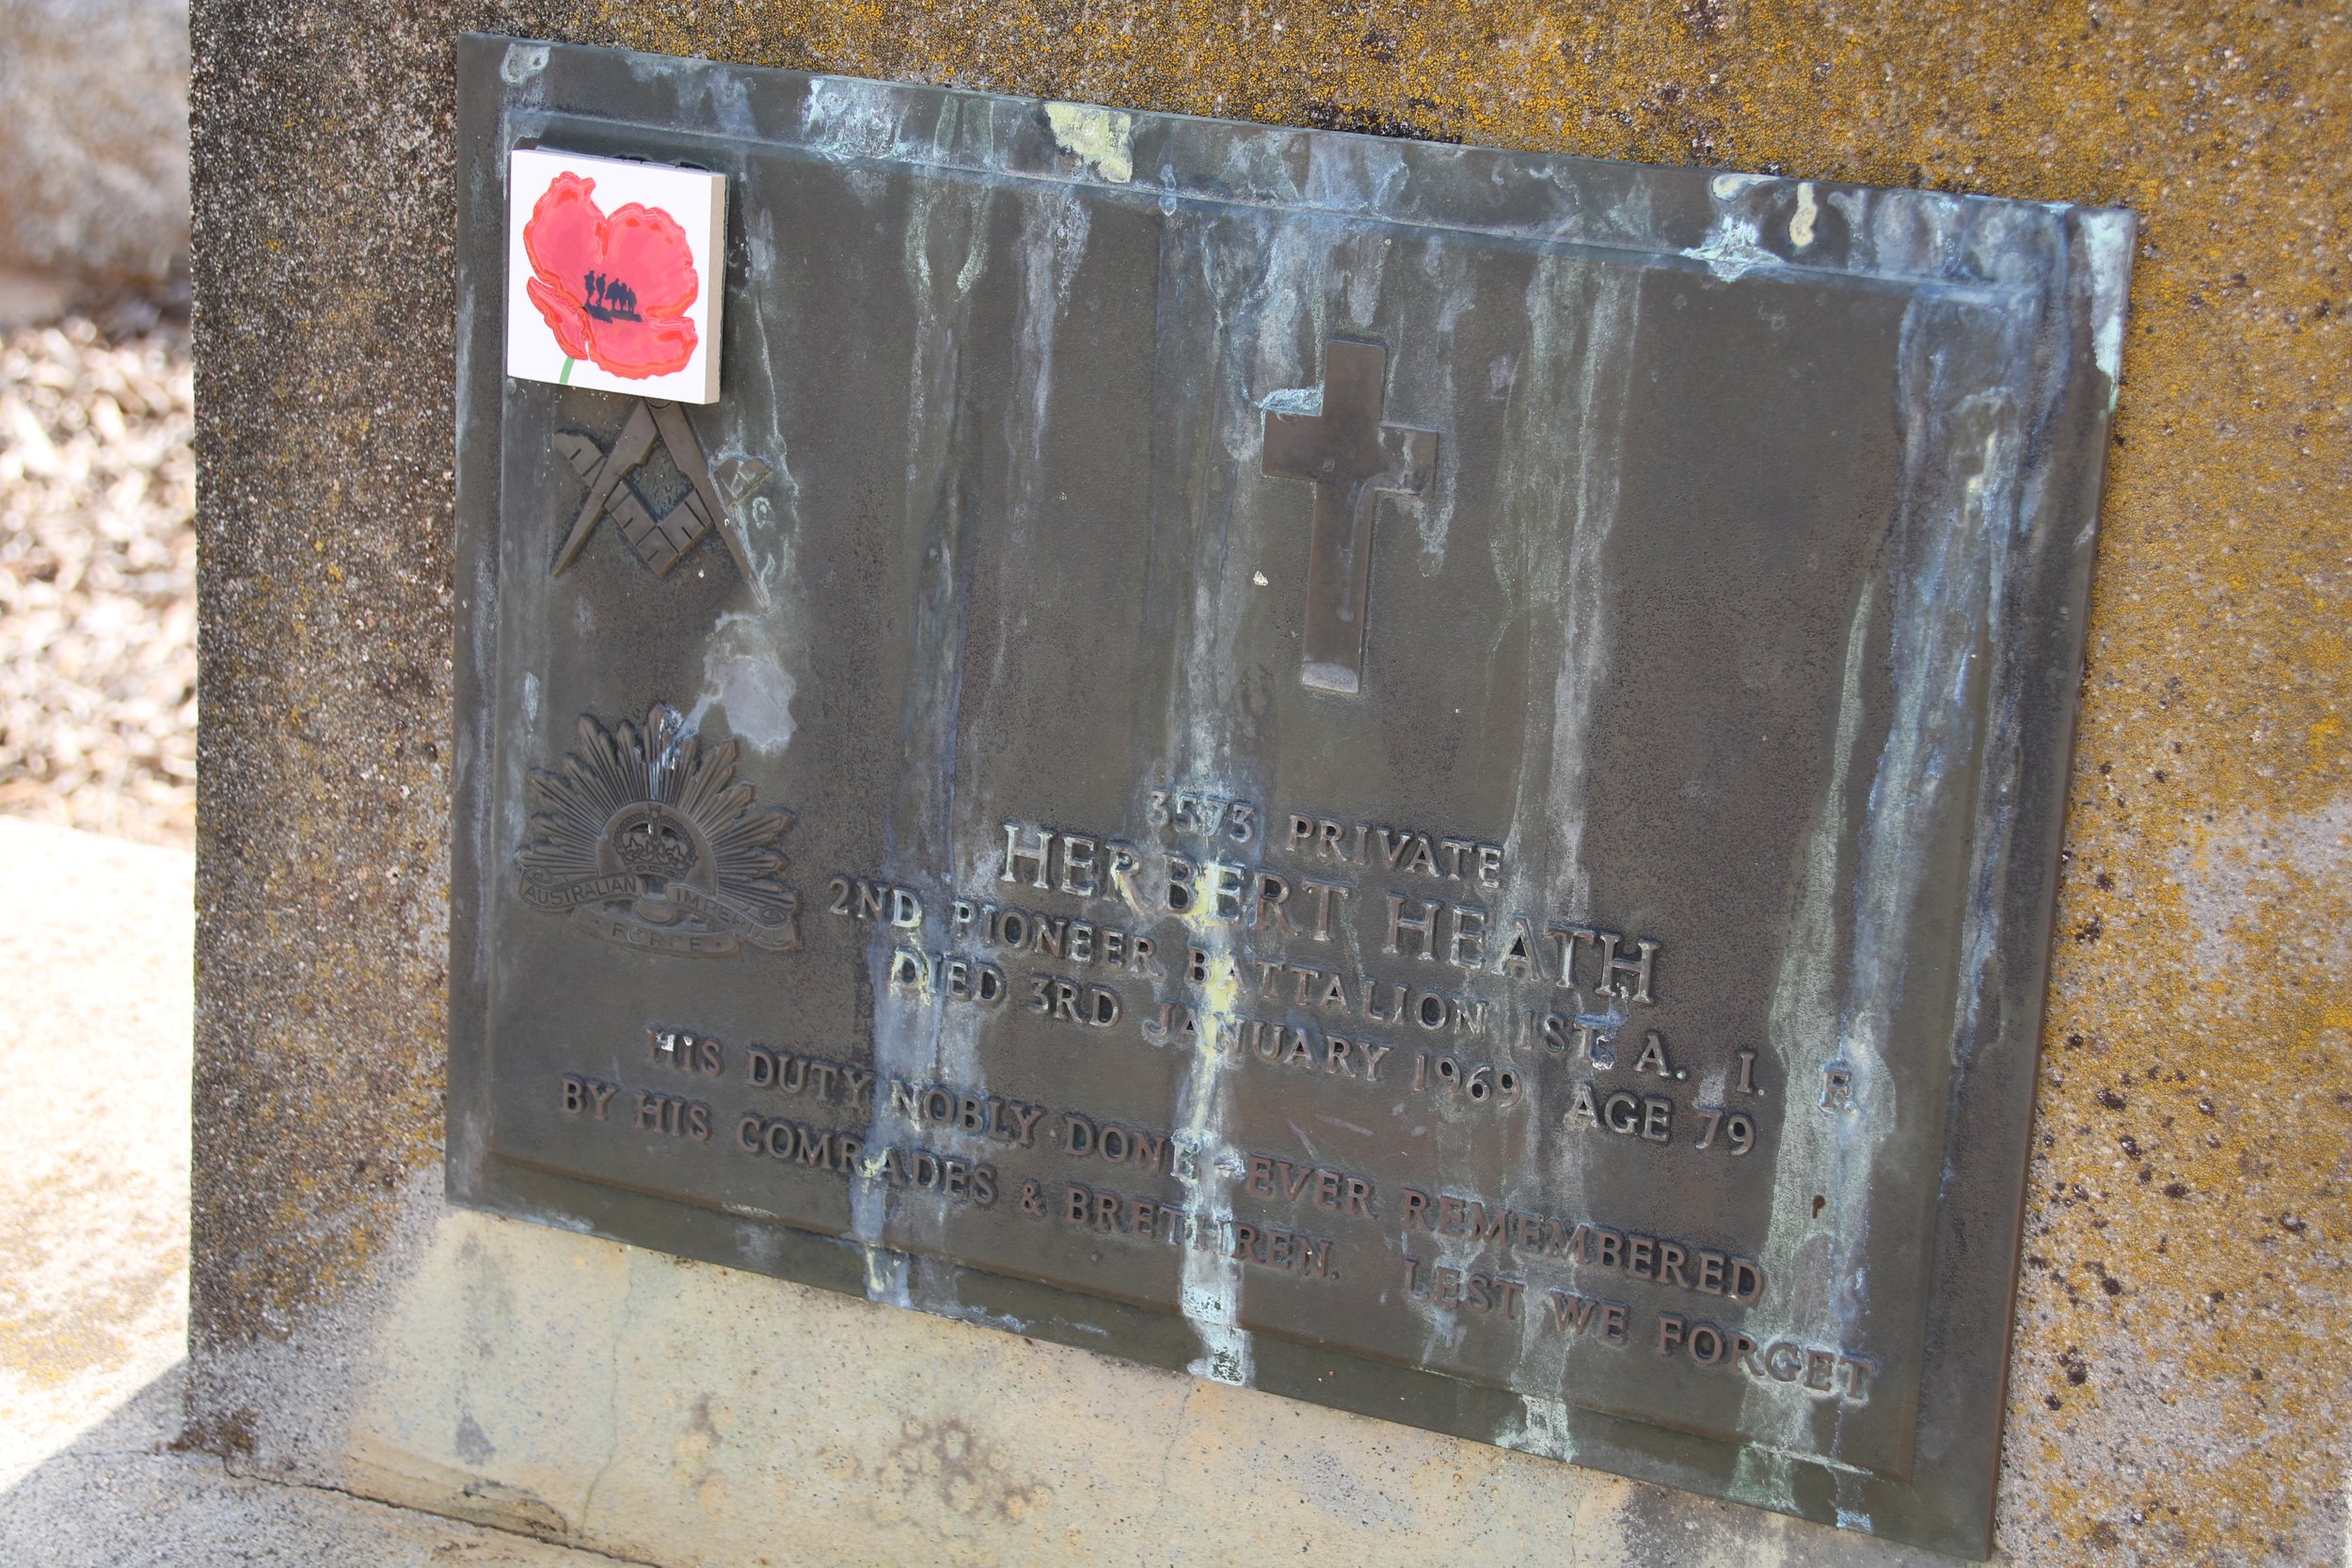 AUSTRALIAN IMPERIAL
FORCE
3573 PRIVATE
HERBERT HEATH
2ND PIONEER BATTALION 1ST. A. I. F.
DIED 3RD JANUARY 1969 AGE 79
HIS DUTY NOBLY DONE - EVER REMEMBERED
BY HIS COMRADES & BRETHREN. LEST WE FORGET